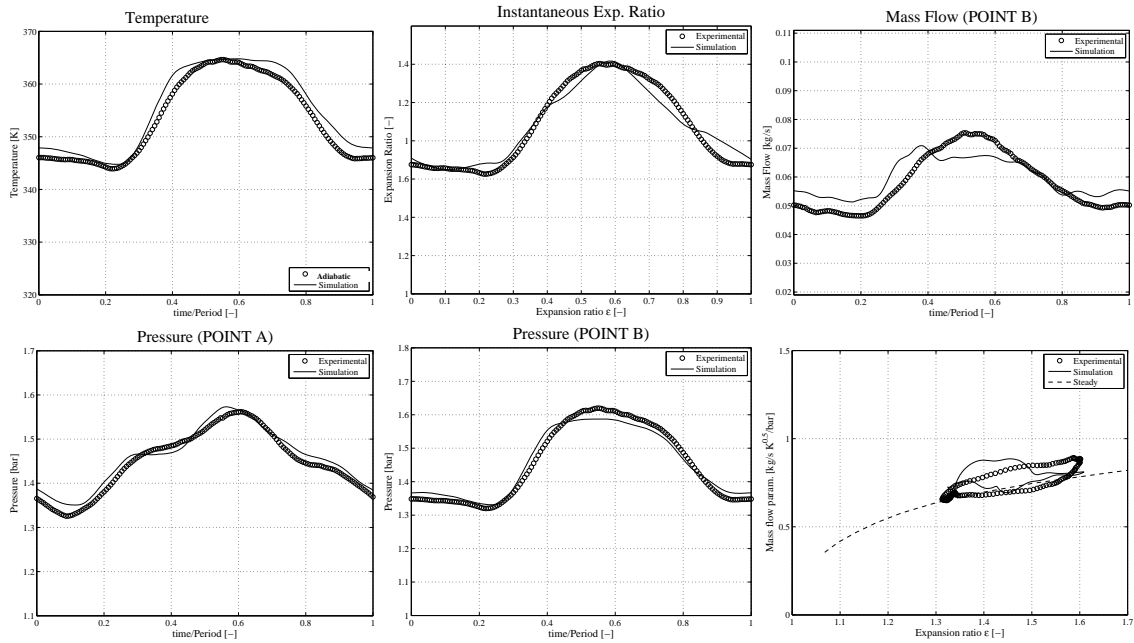 Temperature
370
360
345
340
330
320
Temperature [K]
Adiabatic
Simulation
0
0.2
0.4
0.6
0.8
1
time/Period [−]
Instantaneous Exp. Ratio
Experimental
Simulation
1.4
1.2
1
1.6
1.4
1.2
1
Expansion Ratio [−]
0
0.1
0.2
0.3
0.4
0.5
0.6
0.7
0.8
0.9
1
Expansion ratio ε [−]
Mass Flow (POINT B)
Experimental
Simulation
0.11
0.1
0.09
0.08
0.07
0.06
0.05
0.04
0.03
0.02
Mass Flow [kg/s]
0
0.2
0.4
0.6
0.8
1
time/Period [−]
Pressure (POINT A)
Experimental
Simulation
1.7
1.6
1.5
1.4
1.3
1.2
1.1
Pressure [bar]
0
0.2
0.4
0.6
0.8
1
time/Period [−]
Pressure (POINT B)
Experimental
Simulation
1.8
1.7
1.6
1.5
1.4
1.3
1.2
1.1
1
Pressure [bar]
0
0.2
0.4
0.6
0.8
1
time/Period [−]
Experimental
Simulation
Steady
1.5
1
0.5
0
Mass flow param. [kg/s K^0.5/bar]
1
1.1
1.2
1.3
1.4
1.5
1.6
1.7
Expansion ratio ε [−]